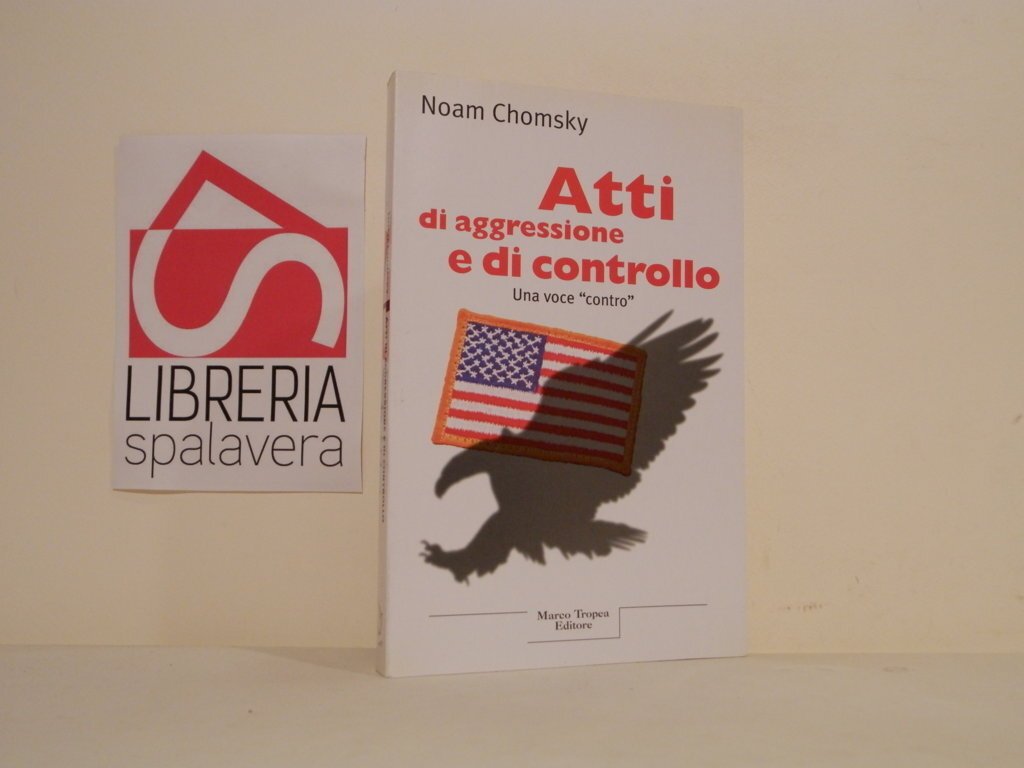 LIBRERIA
spalavera
Noam Chomsky
Atti
di aggressione
e di controllo
Una voce “contro”
Marco Tropea
Editore